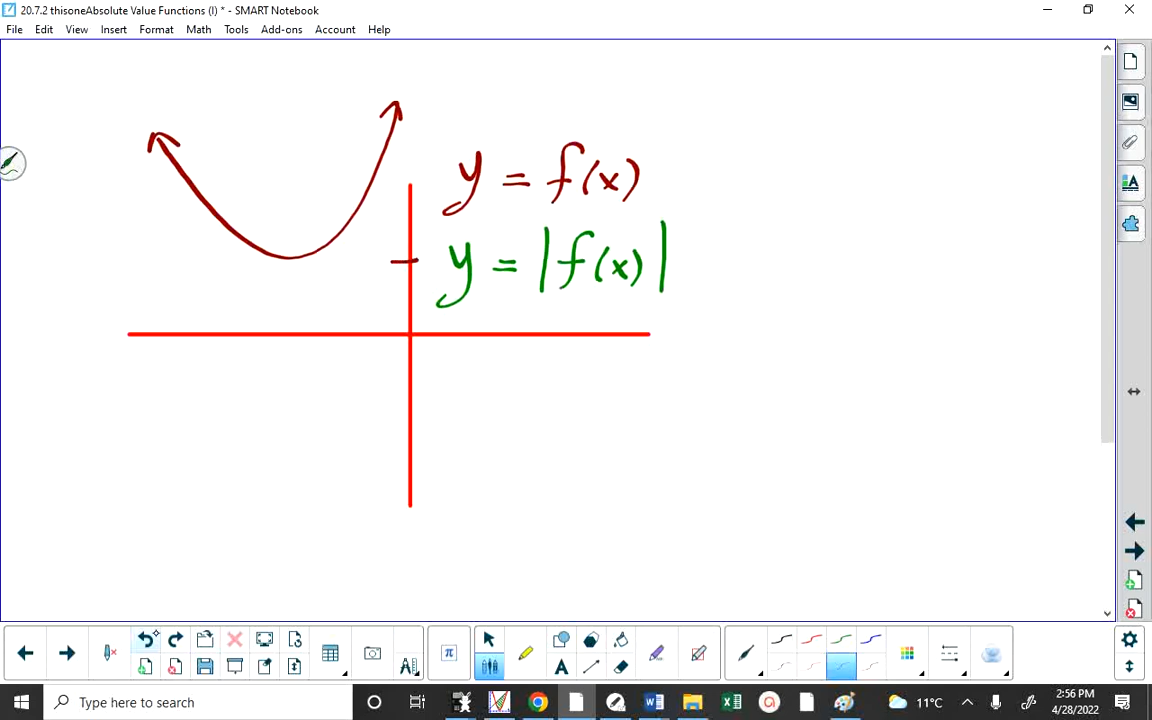 20.7.2 thisoneAbsolute Value Functions (I) * - SMART Notebook
File Edit View Insert Format Math Tools Add-ons Account Help
y = f(x)
y = |f(x)|
π
A
Type here to search
11°C
2:56 PM
4/28/2022